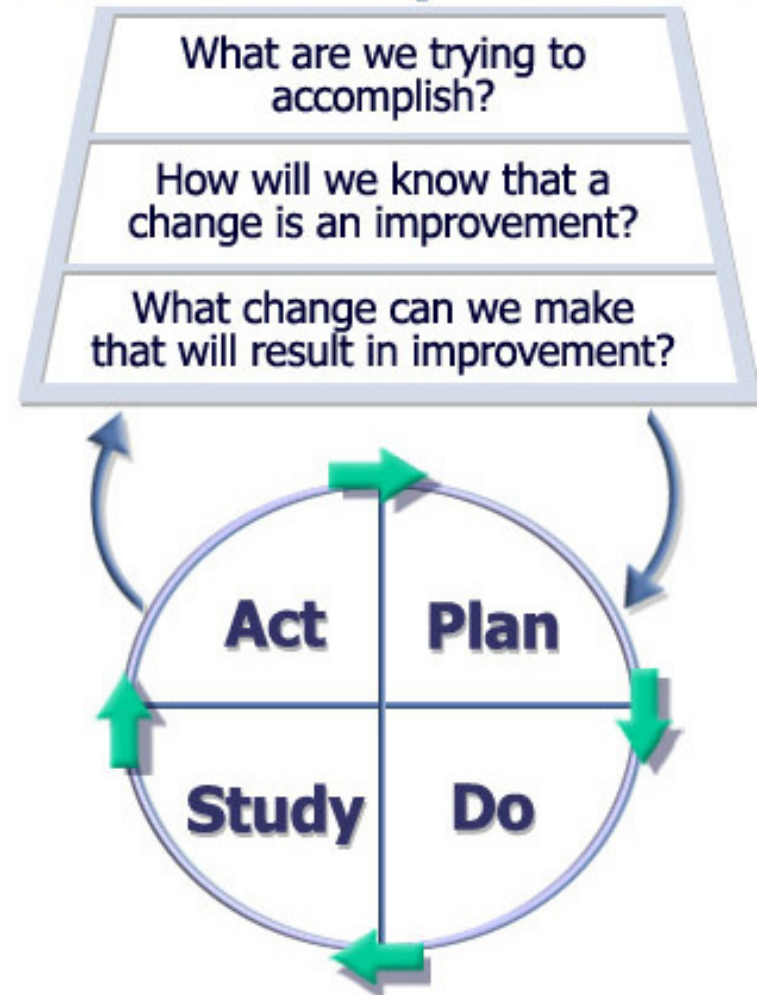 What are we trying to
accomplish?
How will we know that a
change is an improvement?
What change can we make
that will result in improvement?
Act
Plan
Study
Do